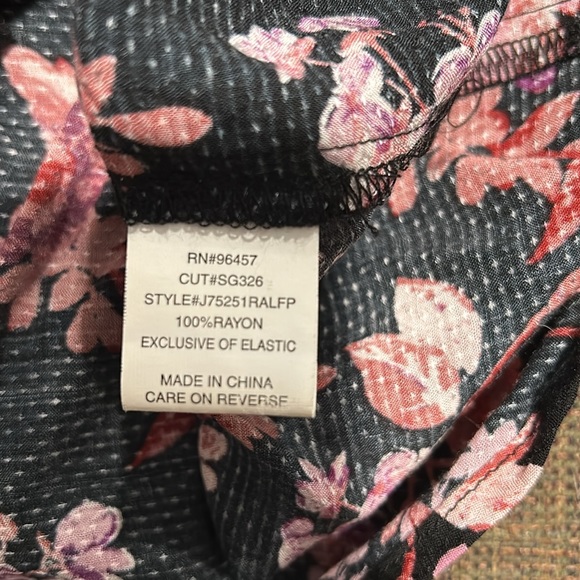 RN#96457
CUT#SG326
STYLE#J75251RALFP
100%RAYON
EXCLUSIVE OF ELASTIC
MADE IN CHINA
CARE ON REVERSE